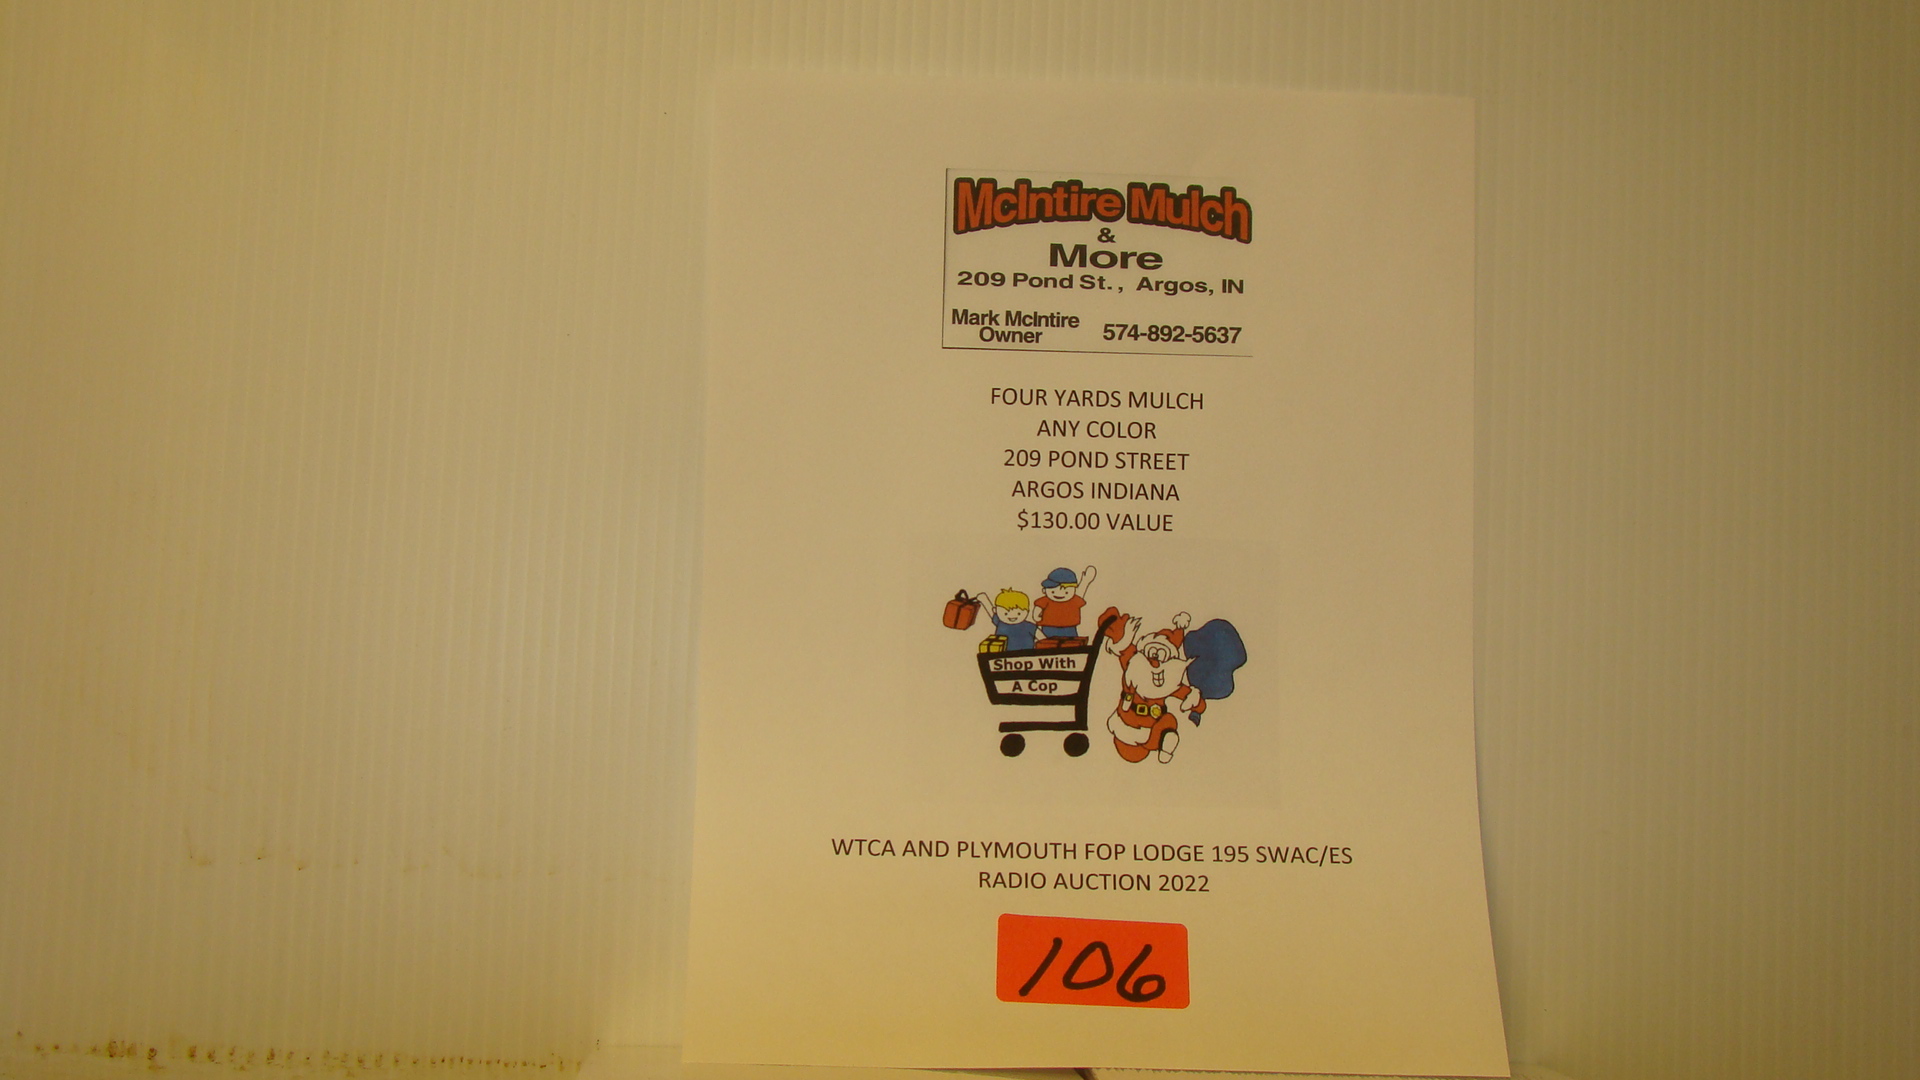 McIntire Mulch
&
More
209 Pond St., Argos, IN
Mark McIntire
Owner
574-892-5637
FOUR YARDS MULCH
ANY COLOR
209 POND STREET
ARGOS INDIANA
$130.00 VALUE
Shop With
A Cop
WTCA AND PLYMOUTH FOP LODGE 195 SWAC/ES
RADIO AUCTION 2022
106